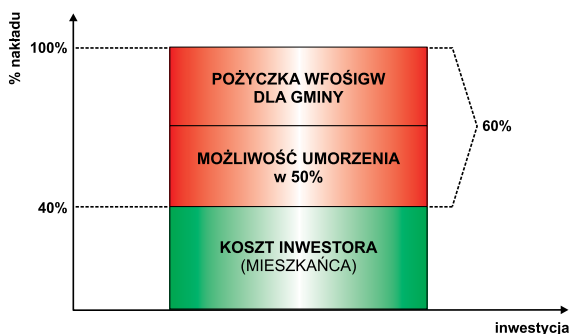 % nakładu
100%
POŻYCZKA WFOŚIGW
DLA GMINY
60%
MOŻLIWOŚĆ UMORZENIA
w 50%
40%
KOSZT INWESTORA
(MIESZKAŃCA)
inwestycja